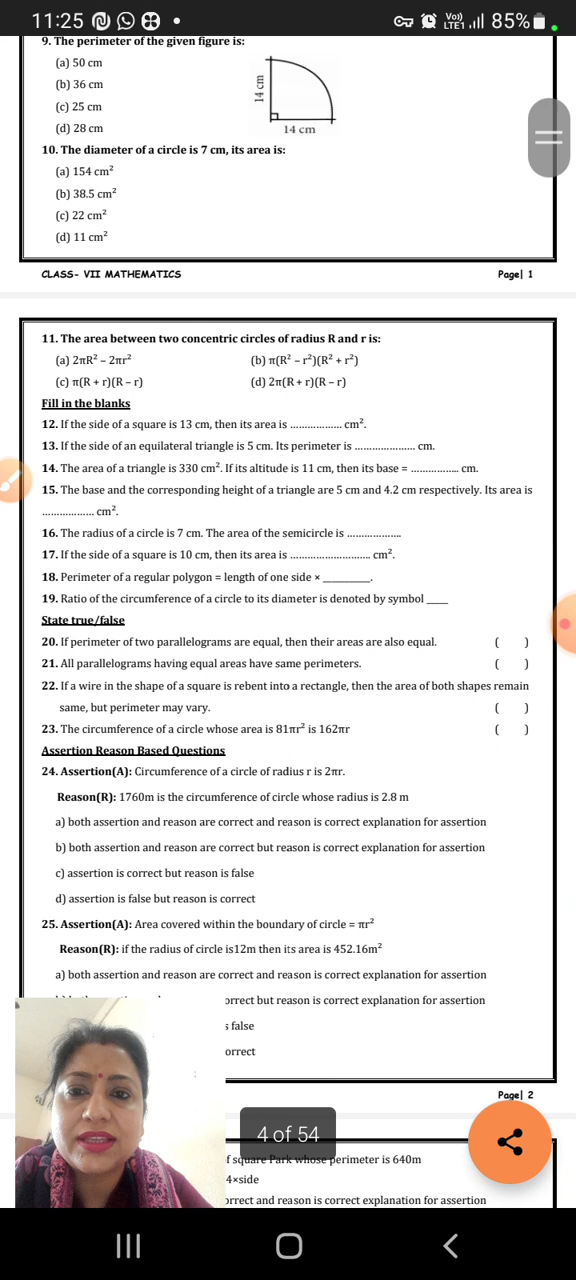 11:25
Vo)) LTE1 85%
9. The perimeter of the given figure is:
(a) 50 cm
(b) 36 cm
(c) 25 cm
(d) 28 cm
14 cm
14 cm
10. The diameter of a circle is 7 cm, its area is:
(a) 154 cm²
(b) 38.5 cm²
(c) 22 cm²
(d) 11 cm²
CLASS- VII MATHEMATICS Page| 1
11. The area between two concentric circles of radius R and r is:
(a) 2πR² – 2πr² (b) π(R² – r²)(R² + r²)
(c) π(R + r)(R – r) (d) 2π(R + r)(R – r)
Fill in the blanks
12. If the side of a square is 13 cm, then its area is .................. cm².
13. If the side of an equilateral triangle is 5 cm. Its perimeter is ..................... cm.
14. The area of a triangle is 330 cm². If its altitude is 11 cm, then its base = ................ cm.
15. The base and the corresponding height of a triangle are 5 cm and 4.2 cm respectively. Its area is
.................. cm².
16. The radius of a circle is 7 cm. The area of the semicircle is ...................
17. If the side of a square is 10 cm, then its area is ............................ cm².
18. Perimeter of a regular polygon = length of one side × _________.
19. Ratio of the circumference of a circle to its diameter is denoted by symbol ____
State true/false
20. If perimeter of two parallelograms are equal, then their areas are also equal. ( )
21. All parallelograms having equal areas have same perimeters. ( )
22. If a wire in the shape of a square is rebent into a rectangle, then the area of both shapes remain
same, but perimeter may vary. ( )
23. The circumference of a circle whose area is 81πr² is 162πr ( )
Assertion Reason Based Questions
24. Assertion(A): Circumference of a circle of radius r is 2πr.
Reason(R): 1760m is the circumference of circle whose radius is 2.8 m
a) both assertion and reason are correct and reason is correct explanation for assertion
b) both assertion and reason are correct but reason is correct explanation for assertion
c) assertion is correct but reason is false
d) assertion is false but reason is correct
25. Assertion(A): Area covered within the boundary of circle = πr²
Reason(R): if the radius of circle is12m then its area is 452.16m²
a) both assertion and reason are correct and reason is correct explanation for assertion
orrect but reason is correct explanation for assertion
s false
orrect
Page| 2
4 of 54
f square Park whose perimeter is 640m
4×side
orrect and reason is correct explanation for assertion